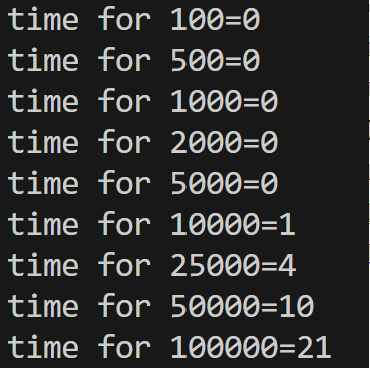 time for 100=0
time for 500=0
time for 1000=0
time for 2000=0
time for 5000=0
time for 10000=1
time for 25000=4
time for 50000=10
time for 100000=21